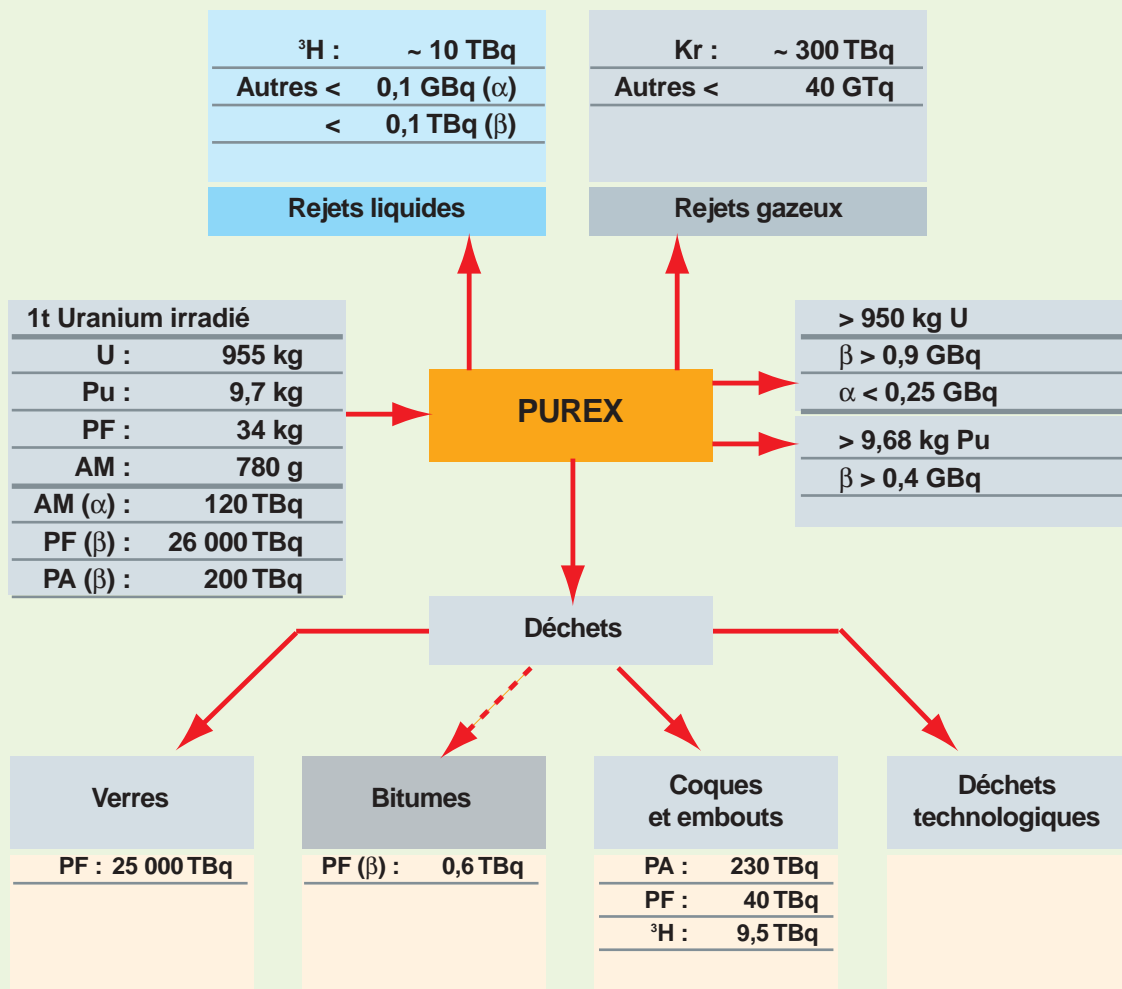 ³H : ~ 10 TBq
Autres < 0,1 GBq (α)
< 0,1 TBq (β)
Rejets liquides
Kr : ~ 300 TBq
Autres < 40 GTq
Rejets gazeux
1t Uranium irradié
U : 955 kg
Pu : 9,7 kg
PF : 34 kg
AM : 780 g
AM (α) : 120 TBq
PF (β) : 26 000 TBq
PA (β) : 200 TBq
PUREX
> 950 kg U
β > 0,9 GBq
α < 0,25 GBq
> 9,68 kg Pu
β > 0,4 GBq
Déchets
Verres
PF : 25 000 TBq
Bitumes
PF (β) : 0,6 TBq
Coques
et embouts
PA : 230 TBq
PF : 40 TBq
³H : 9,5 TBq
Déchets
technologiques